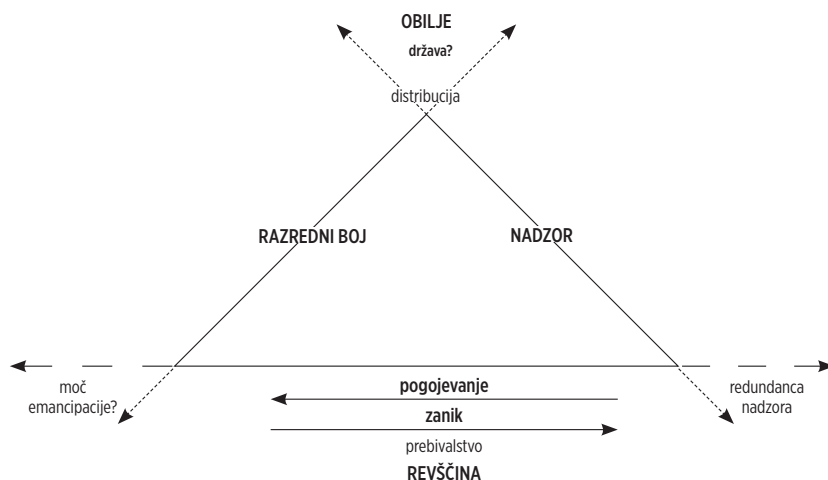 OBILJE
država?
distribucija
RAZREDNI BOJ
NADZOR
moč
emancipacije?
pogojevanje
zanik
prebivalstvo
REVŠČINA
redundanca
nadzora